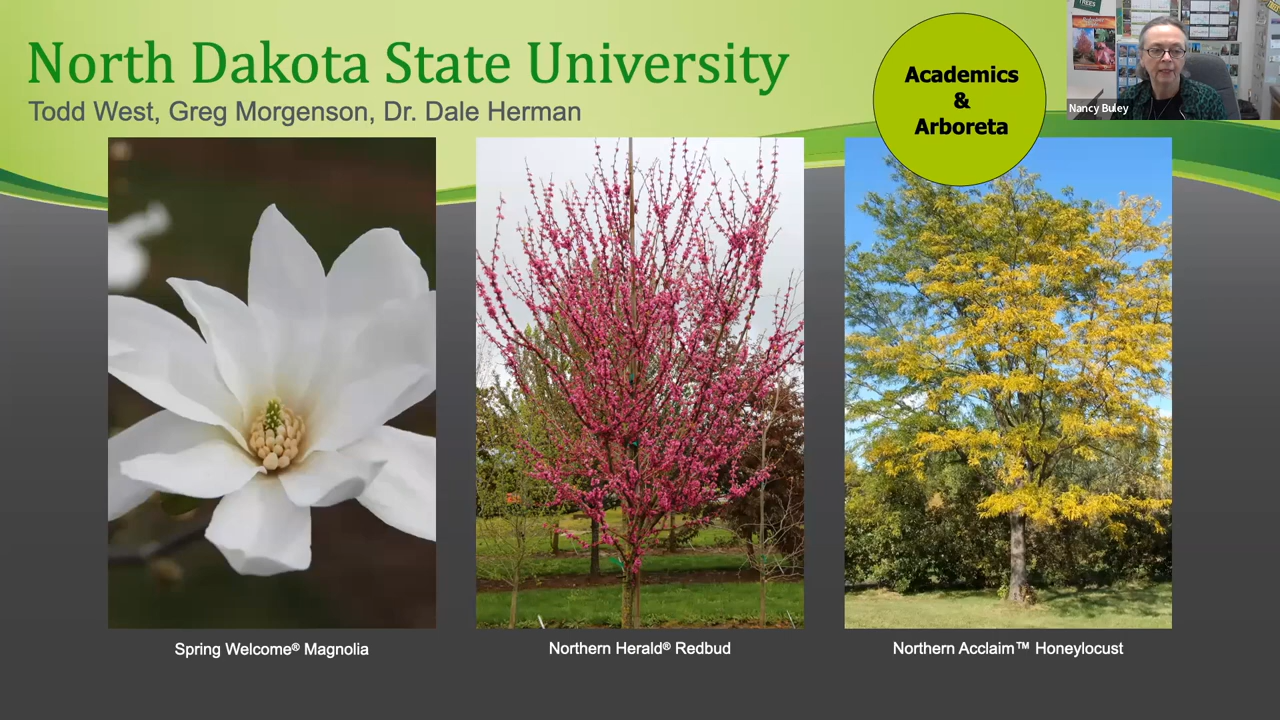 North Dakota State University
Todd West, Greg Morgenson, Dr. Dale Herman
Academics
&
Arboreta
TREES
Nancy Buley
Spring Welcome® Magnolia
Northern Herald® Redbud
Northern Acclaim™ Honeylocust